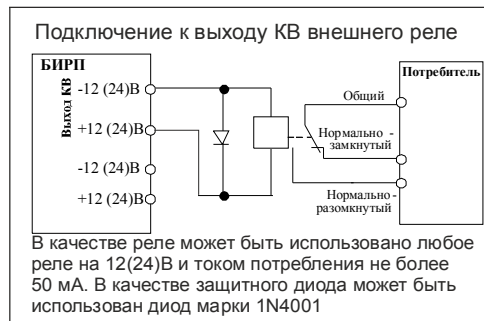 Подключение к выходу КВ внешнего реле
БИРП
Выход КВ
-12 (24)В
+12 (24)В
-12 (24)В
+12 (24)В
Потребитель
Общий
Нормально -
замкнутый
Нормально-
разомкнутый
В качестве реле может быть использовано любое
реле на 12(24)В и током потребления не более
50 мА. В качестве защитного диода может быть
использован диод марки 1N4001